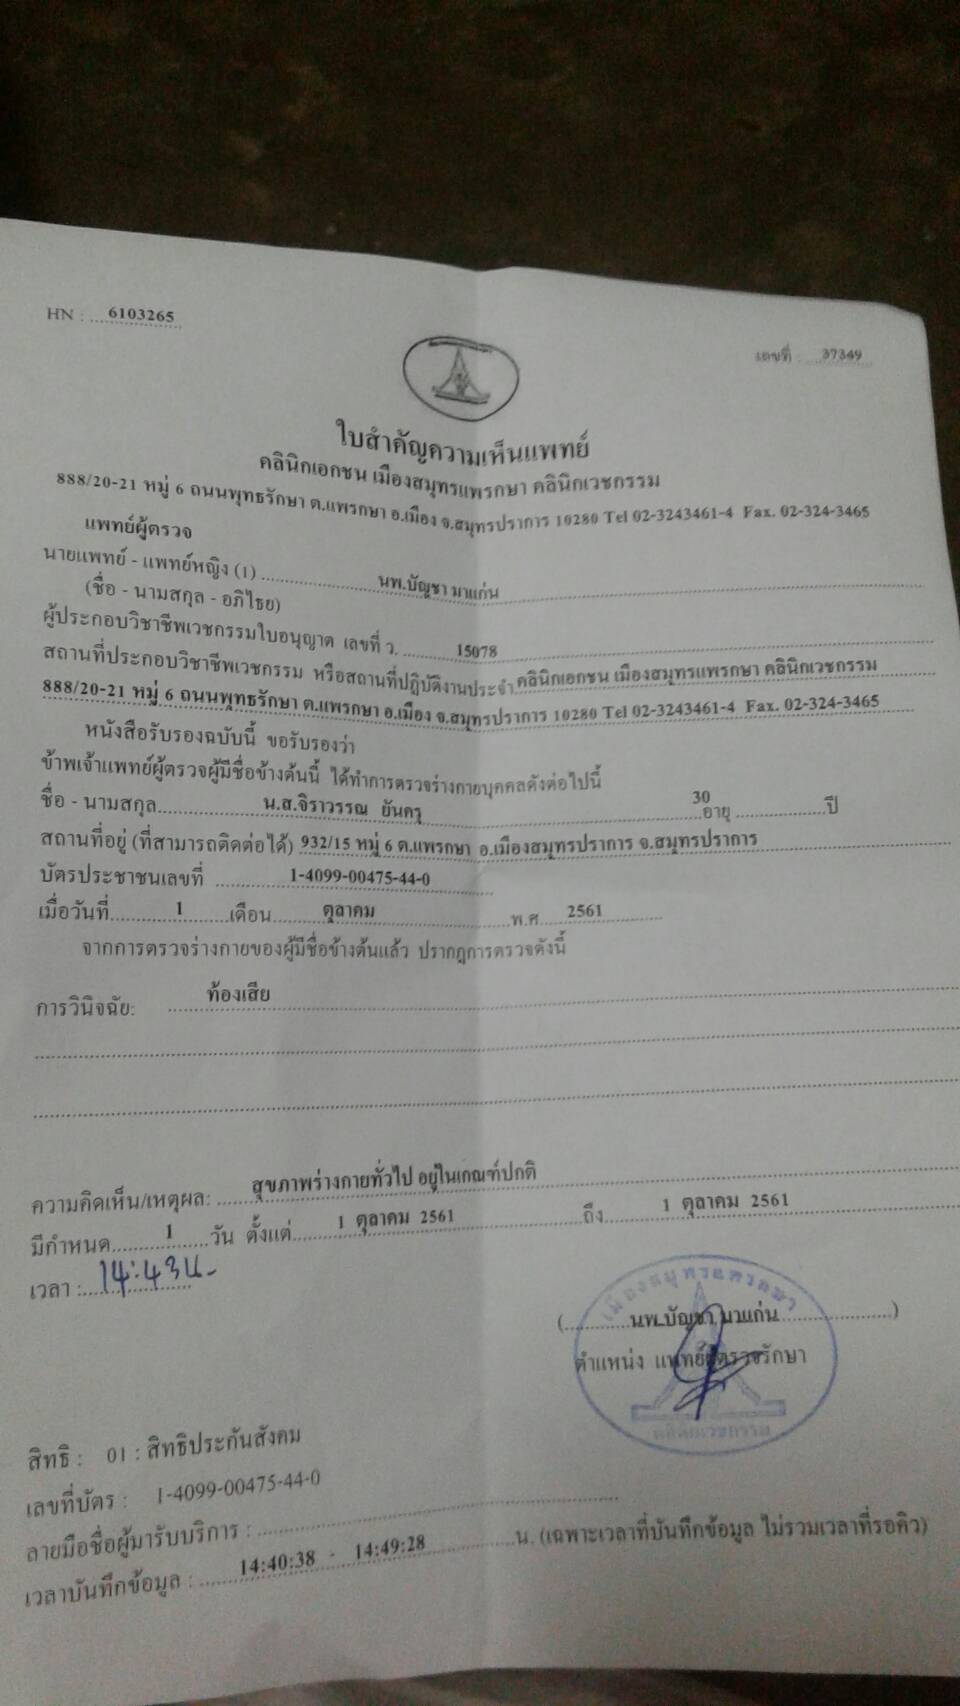 HN : 6103265
เลขที่ : 37349
ใบสำคัญความเห็นแพทย์
คลินิกเอกชน เมืองสมุทรแพรกษา คลินิกเวชกรรม
888/20-21 หมู่ 6 ถนนพุทธรักษา ต.แพรกษา อ.เมือง จ.สมุทรปราการ 10280 Tel 02-3243461-4 Fax. 02-324-3465
แพทย์ผู้ตรวจ
นายแพทย์ - แพทย์หญิง (1) นพ.บัญชา มาแก่น
(ชื่อ - นามสกุล - อภิไธย)
ผู้ประกอบวิชาชีพเวชกรรมใบอนุญาต เลขที่ ว. 15078
สถานที่ประกอบวิชาชีพเวชกรรม หรือสถานที่ปฏิบัติงานประจำ คลินิกเอกชน เมืองสมุทรแพรกษา คลินิกเวชกรรม
888/20-21 หมู่ 6 ถนนพุทธรักษา ต.แพรกษา อ.เมือง จ.สมุทรปราการ 10280 Tel 02-3243461-4 Fax. 02-324-3465
หนังสือรับรองฉบับนี้ ขอรับรองว่า
ข้าพเจ้าแพทย์ผู้ตรวจผู้มีชื่อข้างต้นนี้ ได้ทำการตรวจร่างกายบุคคลดังต่อไปนี้
ชื่อ - นามสกุล น.ส.จิราวรรณ ยันครุ 30 อายุ ปี
สถานที่อยู่ (ที่สามารถติดต่อได้) 932/15 หมู่ 6 ต.แพรกษา อ.เมืองสมุทรปราการ จ.สมุทรปราการ
บัตรประชาชนเลขที่ 1-4099-00475-44-0
เมื่อวันที่ 1 เดือน ตุลาคม พ.ศ 2561
จากการตรวจร่างกายของผู้มีชื่อข้างต้นแล้ว ปรากฏการตรวจดังนี้
การวินิจฉัย: ท้องเสีย
ความคิดเห็น/เหตุผล: สุขภาพร่างกายทั่วไป อยู่ในเกณฑ์ปกติ
มีกำหนด 1 วัน ตั้งแต่ 1 ตุลาคม 2561 ถึง 1 ตุลาคม 2561
เวลา : 14:43น.
เมืองสมุทรแพรกษา
( นพ.บัญชา มาแก่น )
ตำแหน่ง แพทย์ผู้ตรวจรักษา
คลินิกเวชกรรม
สิทธิ : 01 : สิทธิประกันสังคม
เลขที่บัตร : 1-4099-00475-44-0
ลายมือชื่อผู้มารับบริการ :
เวลาบันทึกข้อมูล : 14:40:38 - 14:49:28 น. (เฉพาะเวลาที่บันทึกข้อมูล ไม่รวมเวลาที่รอคิว)